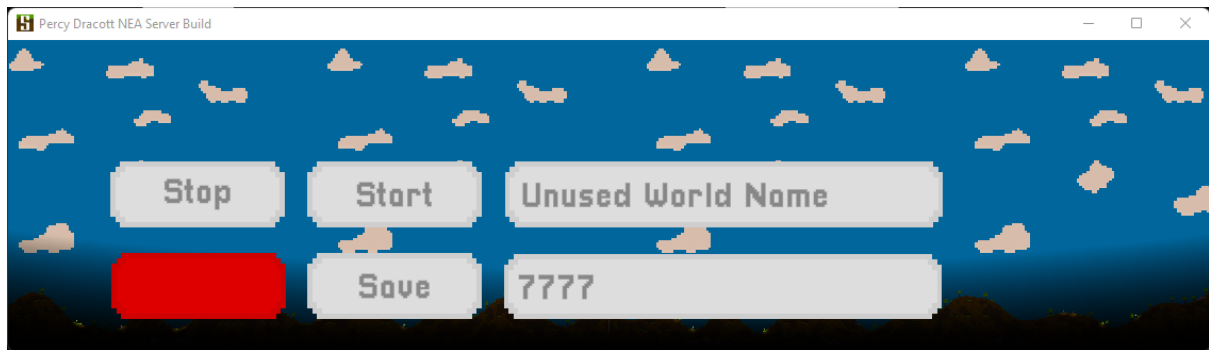 Percy Dracott NEA Server Build
Stop
Start
Unused World Name
Save
7777